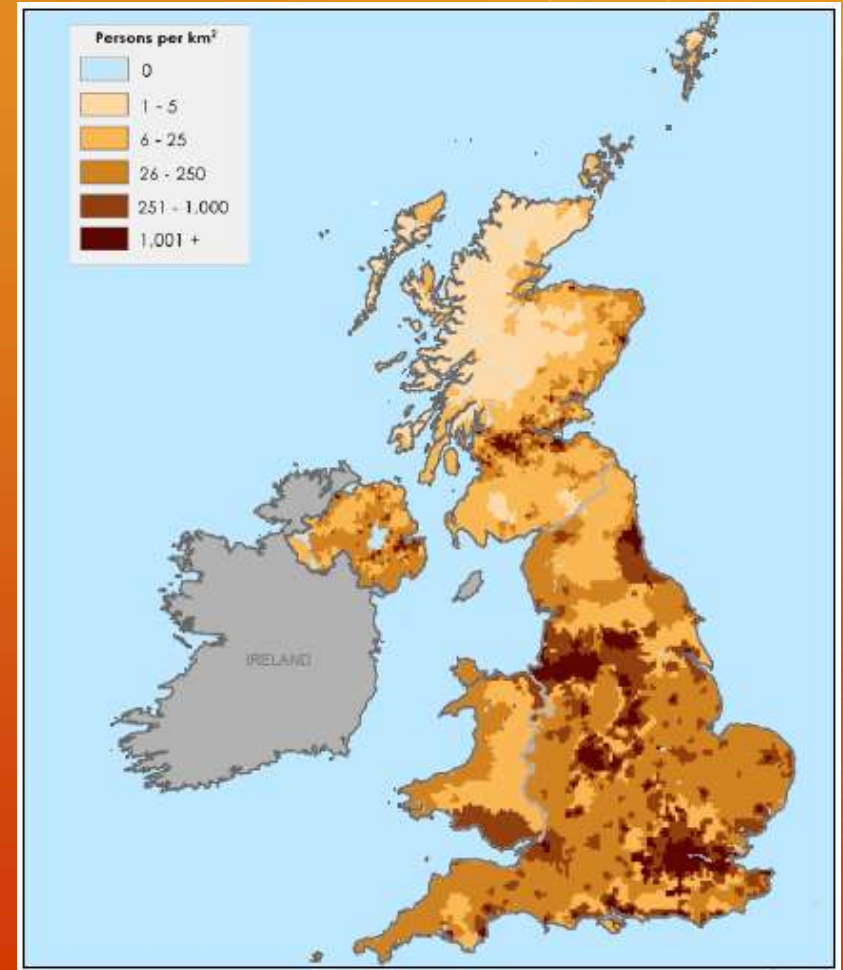 Persons per km²
0
1 - 5
6 - 25
26 - 250
251 - 1,000
1,001 +
IRELAND